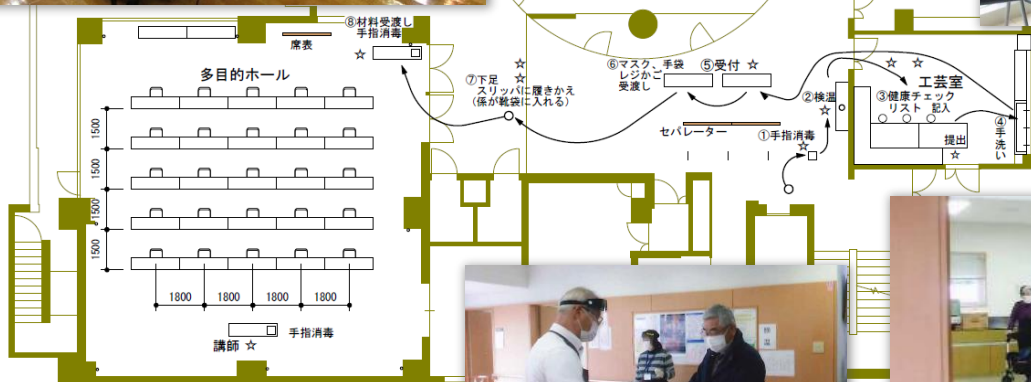 ⑧材料受渡し
手指消毒
☆
席表
多目的ホール
⑦下足
スリッパに履きかえ
(係が靴袋に入れる)
☆
☆
⑥マスク、手袋
レジかご
受渡し
⑤受付 ☆
セパレーター
①手指消毒
☆
②検温
☆
☆ ☆
工芸室
③健康チェック
リスト 記入
提出
☆
④手洗い
1500
1500
1500
1500
1800 1800 1800 1800
手指消毒
講師 ☆